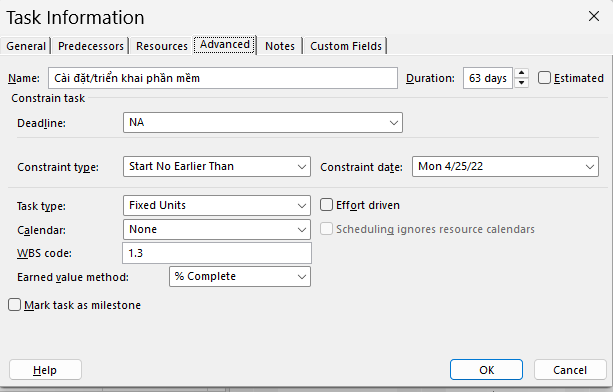 Task Information
General Predecessors Resources Advanced Notes Custom Fields
Name: Cài đặt/triển khai phần mềm Duration: 63 days Estimated
Constrain task
Deadline: NA
Constraint type: Start No Earlier Than Constraint date: Mon 4/25/22
Task type: Fixed Units Effort driven
Calendar: None Scheduling ignores resource calendars
WBS code: 1.3
Earned value method: % Complete
Mark task as milestone
Help OK Cancel